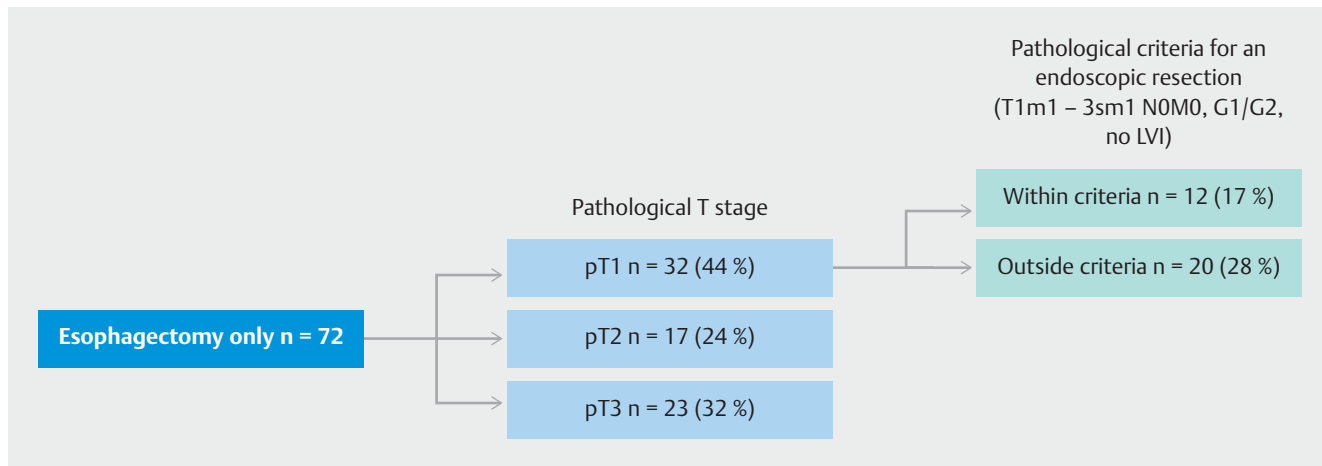 Pathological criteria for an
endoscopic resection
(T1m1 – 3sm1 N0M0, G1/G2,
no LVI)
Within criteria n = 12 (17 %)
Pathological T stage
pT1 n = 32 (44 %)
Outside criteria n = 20 (28 %)
Esophagectomy only n = 72
pT2 n = 17 (24 %)
pT3 n = 23 (32 %)